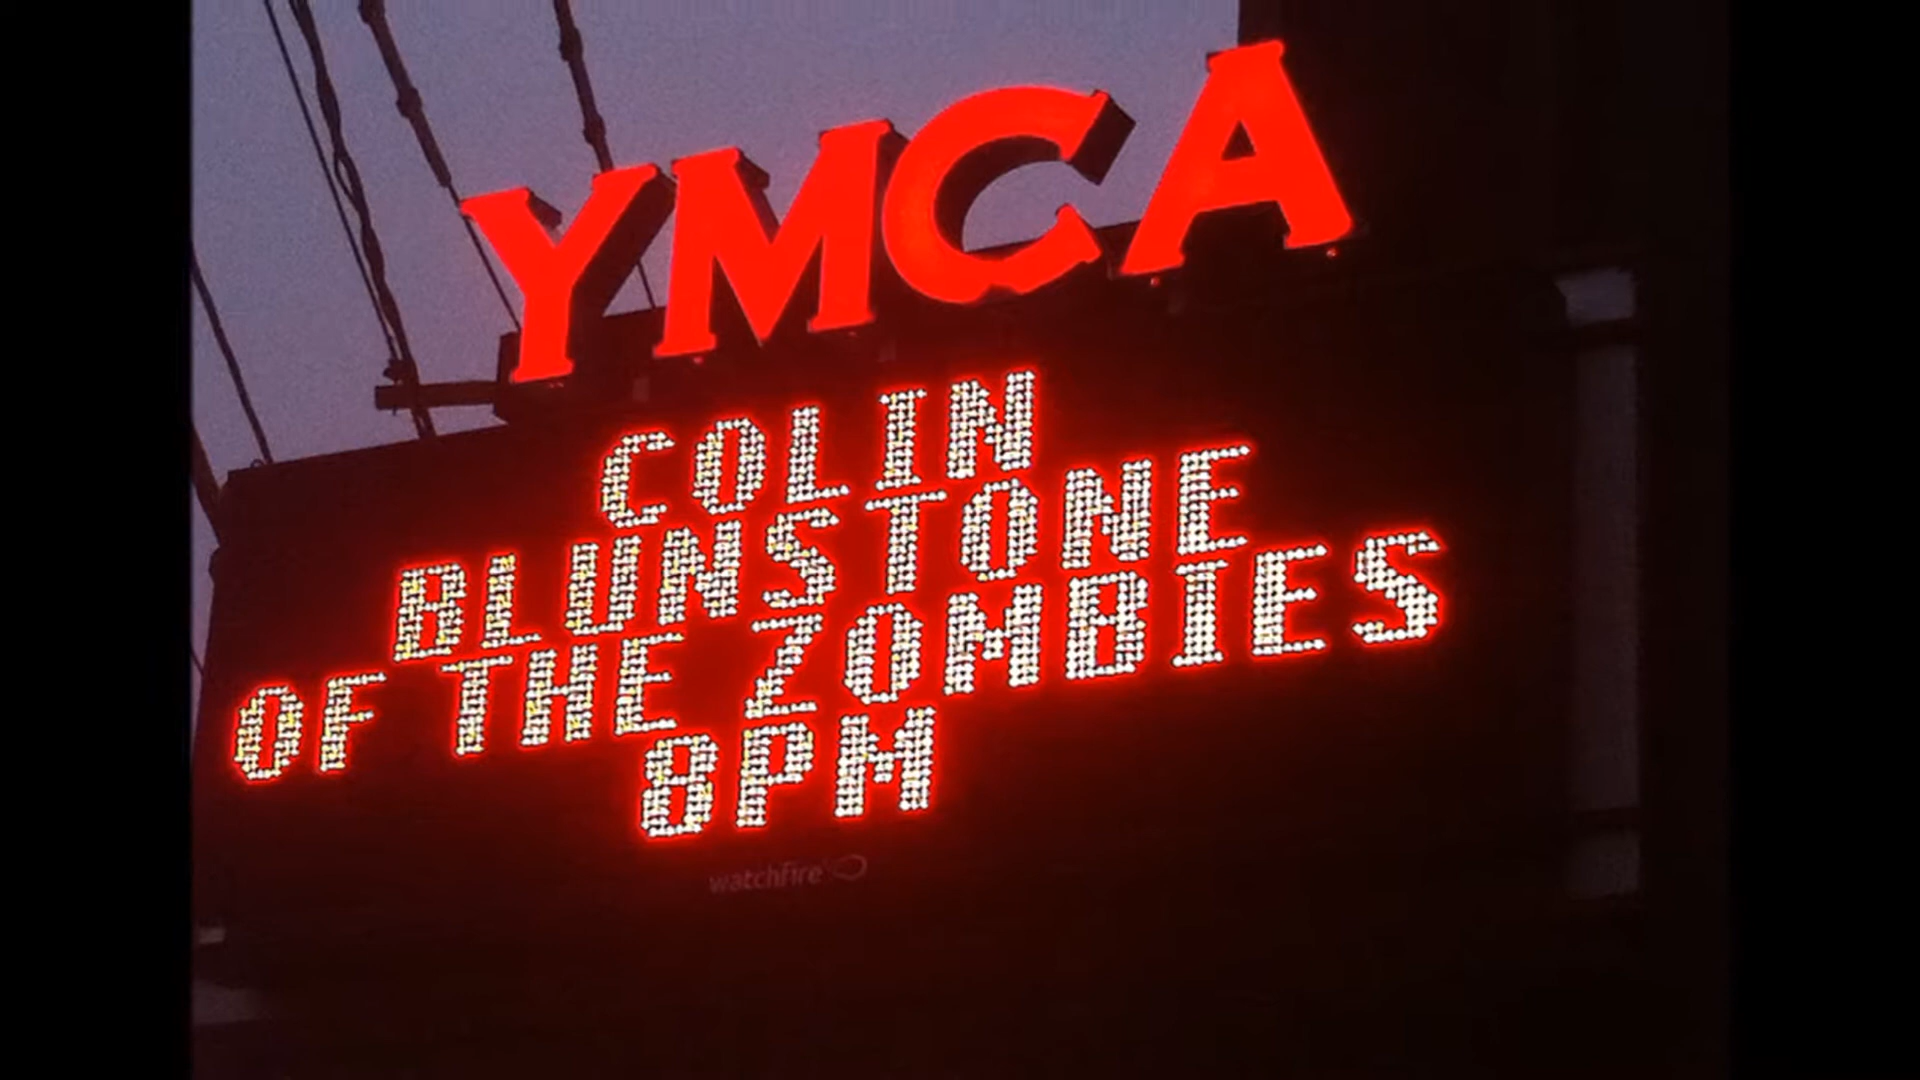 YMCA
COLIN
BLUNSTONE
OF THE ZOMBIES
8PM
watchfire